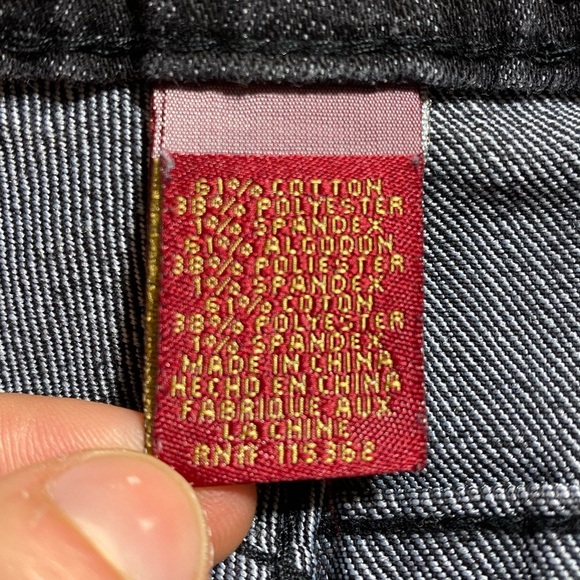 61% COTTON
38% POLYESTER
1% SPANDEX
61% ALGODON
38% POLIESTER
1% SPANDEX
61% COTON
38% POLYESTER
1% SPANDEX
MADE IN CHINA
HECHO EN CHINA
FABRIQUE AUX
LA CHINE
RN# 115362